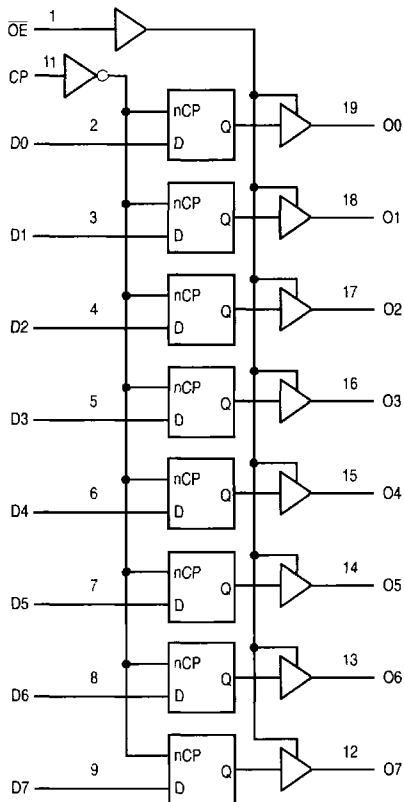 O̅E̅ 1
CP 11
nCP
2 Q 19 O0
D0 D
nCP
3 Q 18 O1
D1 D
nCP
4 Q 17 O2
D2 D
nCP
5 Q 16 O3
D3 D
nCP
6 Q 15 O4
D4 D
nCP
7 Q 14 O5
D5 D
nCP
8 Q 13 O6
D6 D
nCP
9 Q 12 O7
D7 D